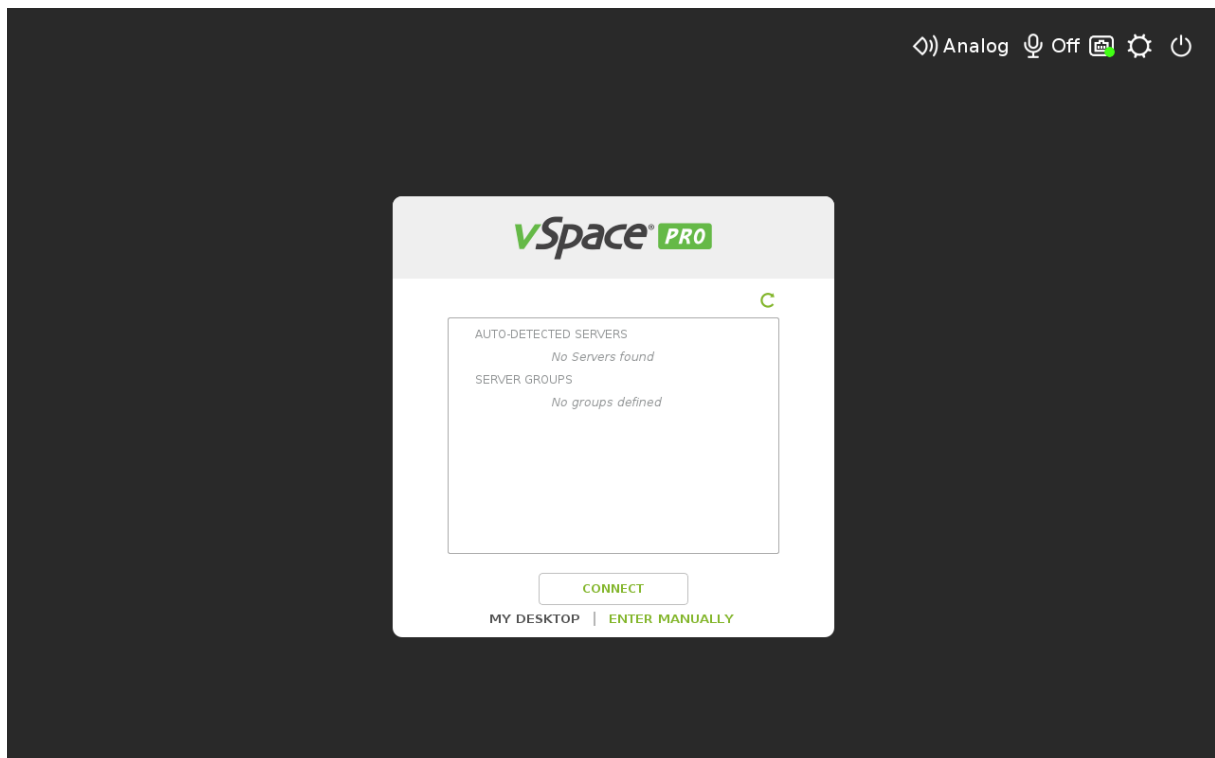 Analog Off
vSpace® PRO
AUTO-DETECTED SERVERS
No Servers found
SERVER GROUPS
No groups defined
CONNECT
MY DESKTOP | ENTER MANUALLY